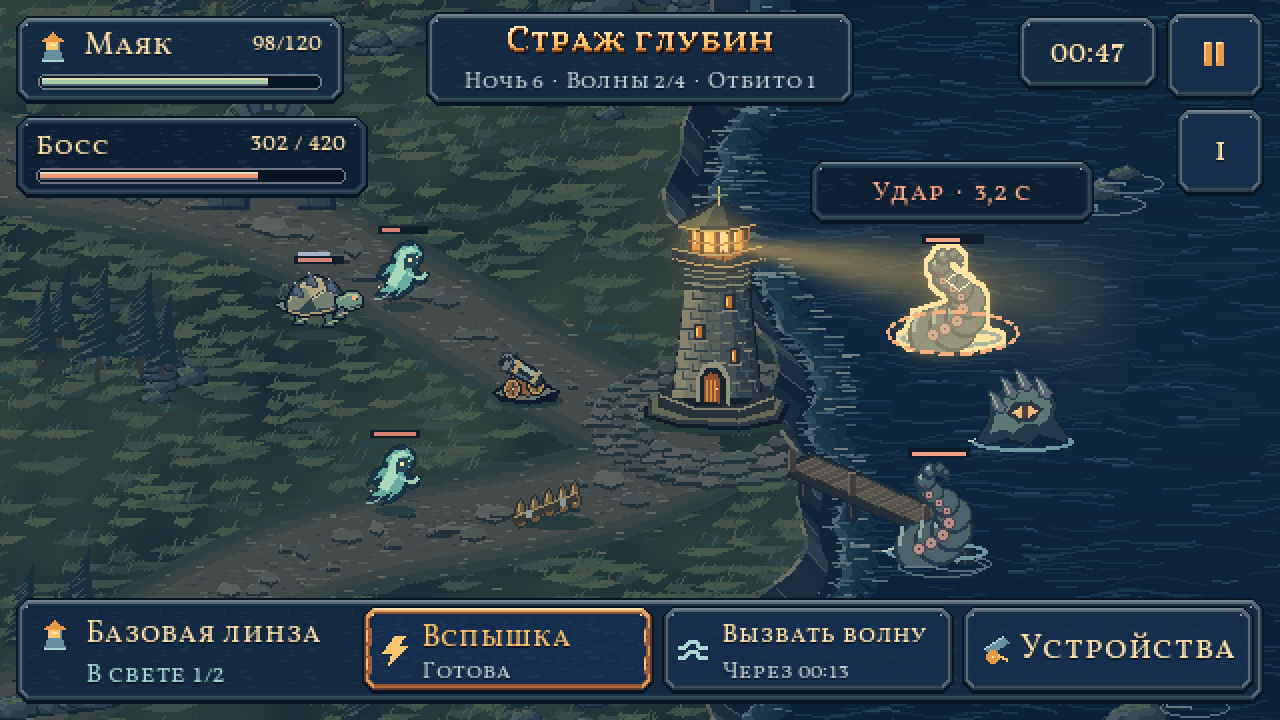 Маяк 98/120
Страж глубин
Ночь 6 · Волны 2/4 · Отбито 1
00:47
Босс 302 / 420
I
Удар · 3,2 с
Базовая линза
В свете 1/2
Вспышка
Готова
Вызвать волну
Через 00:13
Устройства